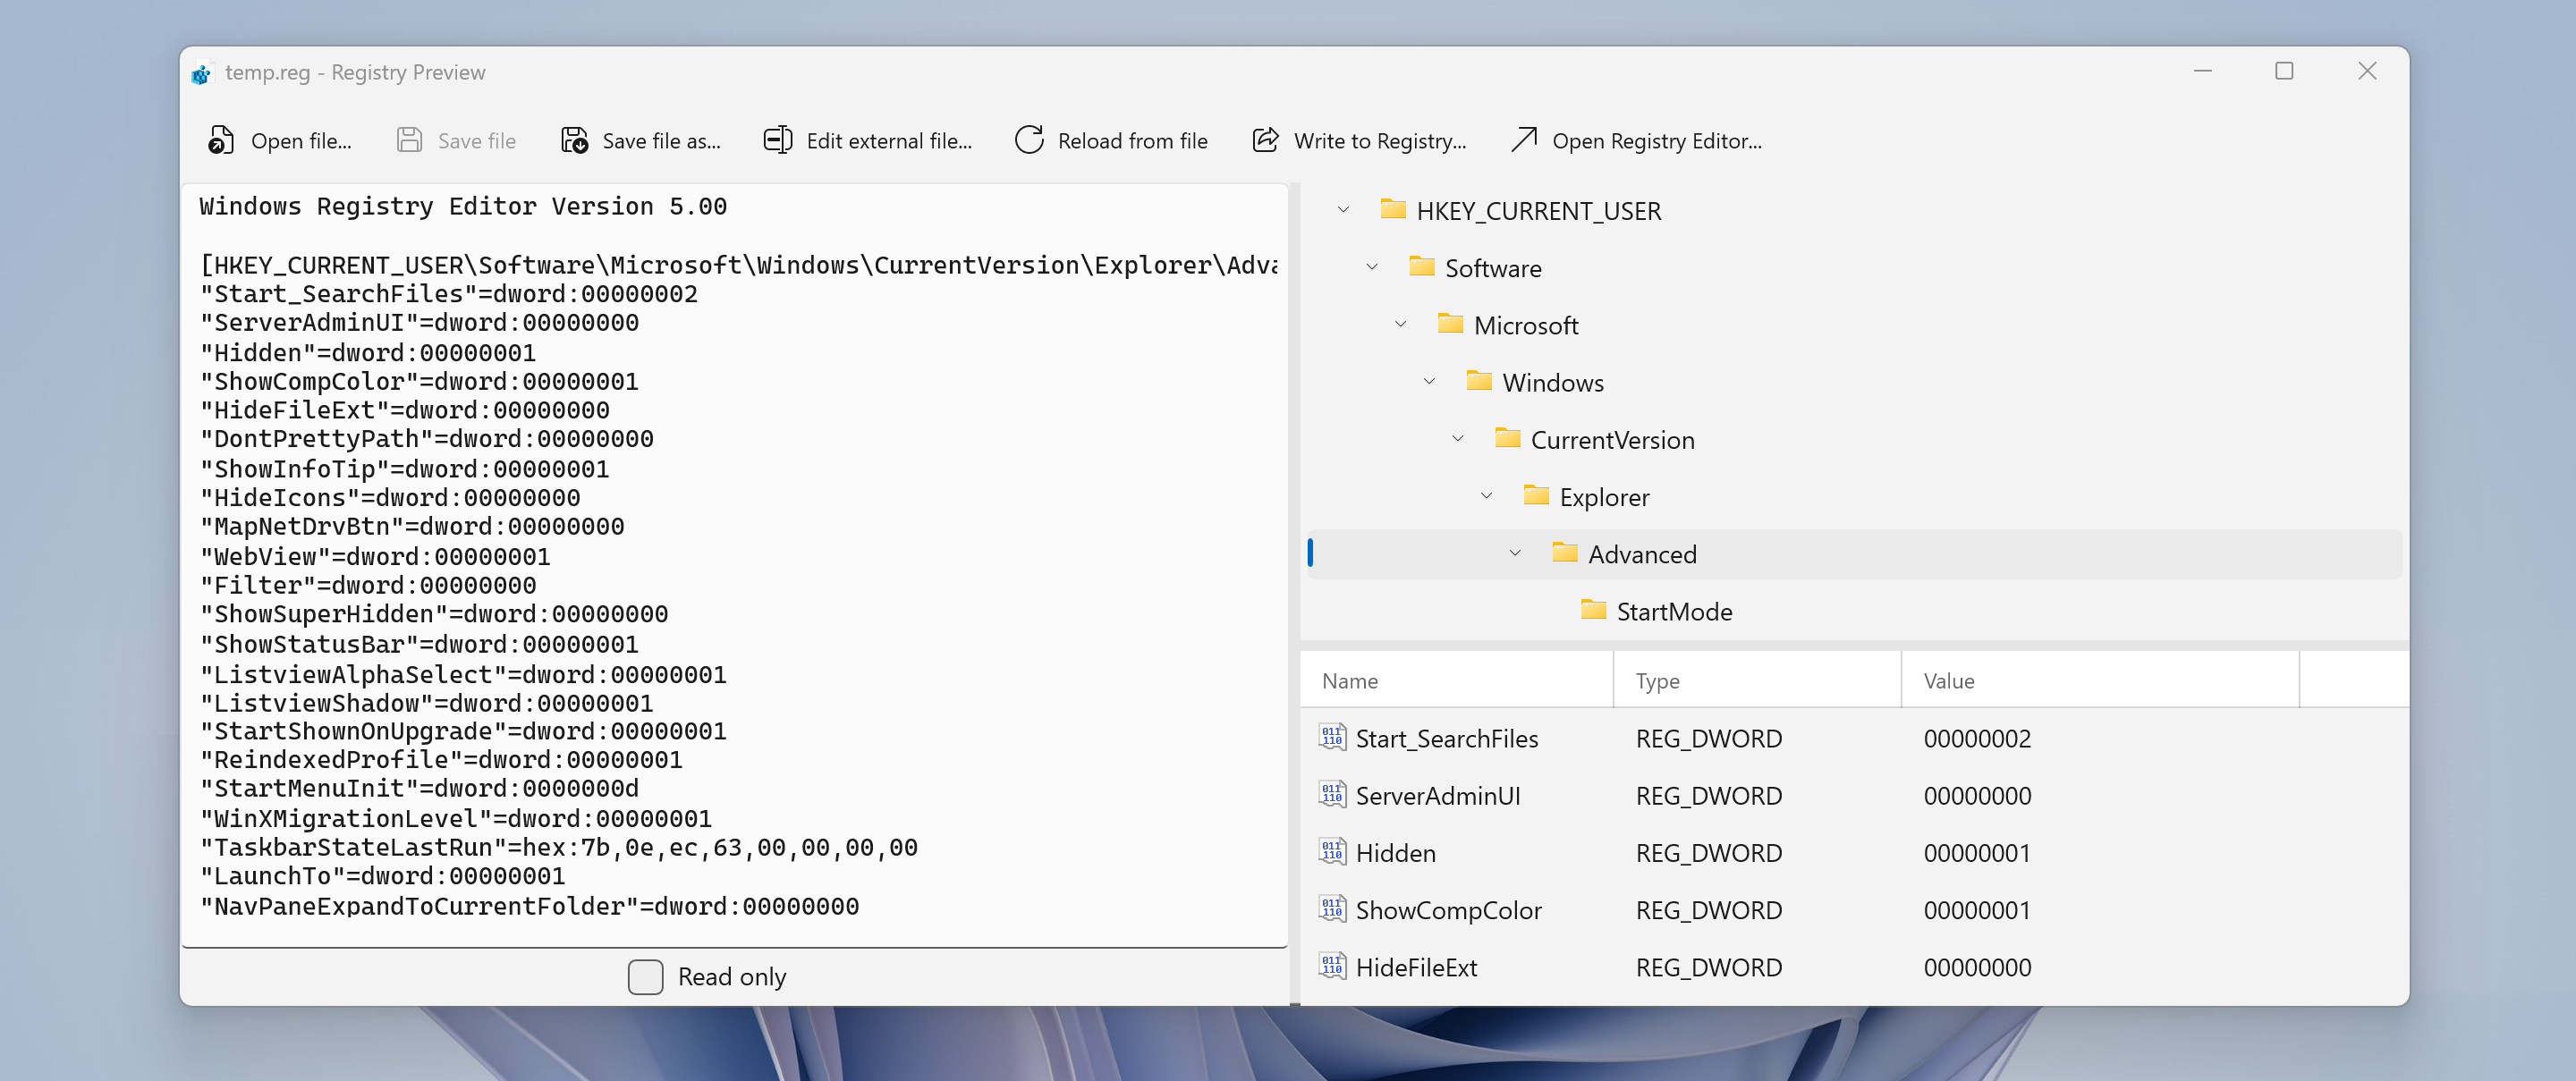 temp.reg - Registry Preview
Open file...
Save file
Save file as...
Edit external file...
Reload from file
Write to Registry...
Open Registry Editor...
Windows Registry Editor Version 5.00
[HKEY_CURRENT_USER\Software\Microsoft\Windows\CurrentVersion\Explorer\Adva
"Start_SearchFiles"=dword:00000002
"ServerAdminUI"=dword:00000000
"Hidden"=dword:00000001
"ShowCompColor"=dword:00000001
"HideFileExt"=dword:00000000
"DontPrettyPath"=dword:00000000
"ShowInfoTip"=dword:00000001
"HideIcons"=dword:00000000
"MapNetDrvBtn"=dword:00000000
"WebView"=dword:00000001
"Filter"=dword:00000000
"ShowSuperHidden"=dword:00000000
"ShowStatusBar"=dword:00000001
"ListviewAlphaSelect"=dword:00000001
"ListviewShadow"=dword:00000001
"StartShownOnUpgrade"=dword:00000001
"ReindexedProfile"=dword:00000001
"StartMenuInit"=dword:0000000d
"WinXMigrationLevel"=dword:00000001
"TaskbarStateLastRun"=hex:7b,0e,ec,63,00,00,00,00
"LaunchTo"=dword:00000001
"NavPaneExpandToCurrentFolder"=dword:00000000
Read only
HKEY_CURRENT_USER
Software
Microsoft
Windows
CurrentVersion
Explorer
Advanced
StartMode
Name Type Value
Start_SearchFiles REG_DWORD 00000002
ServerAdminUI REG_DWORD 00000000
Hidden REG_DWORD 00000001
ShowCompColor REG_DWORD 00000001
HideFileExt REG_DWORD 00000000